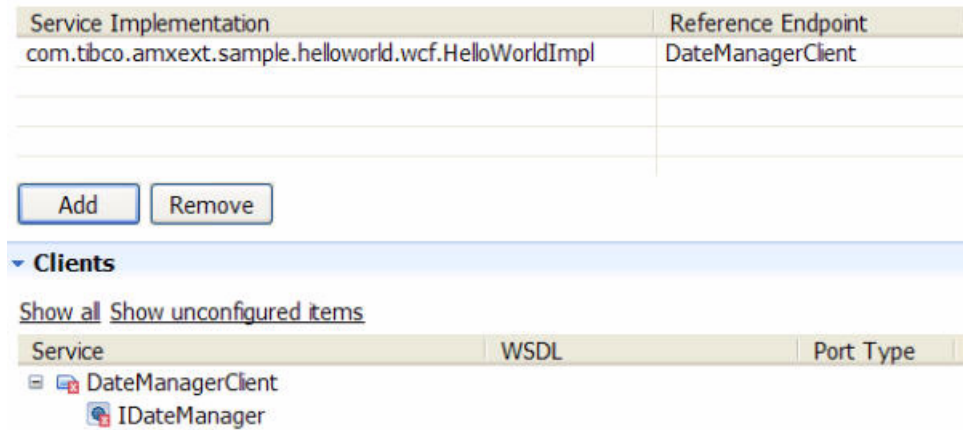 Service Implementation Reference Endpoint
com.tibco.amxext.sample.helloworld.wcf.HelloWorldImpl DateManagerClient
Add Remove
Clients
Show all Show unconfigured items
Service WSDL Port Type
DateManagerClient
IDateManager